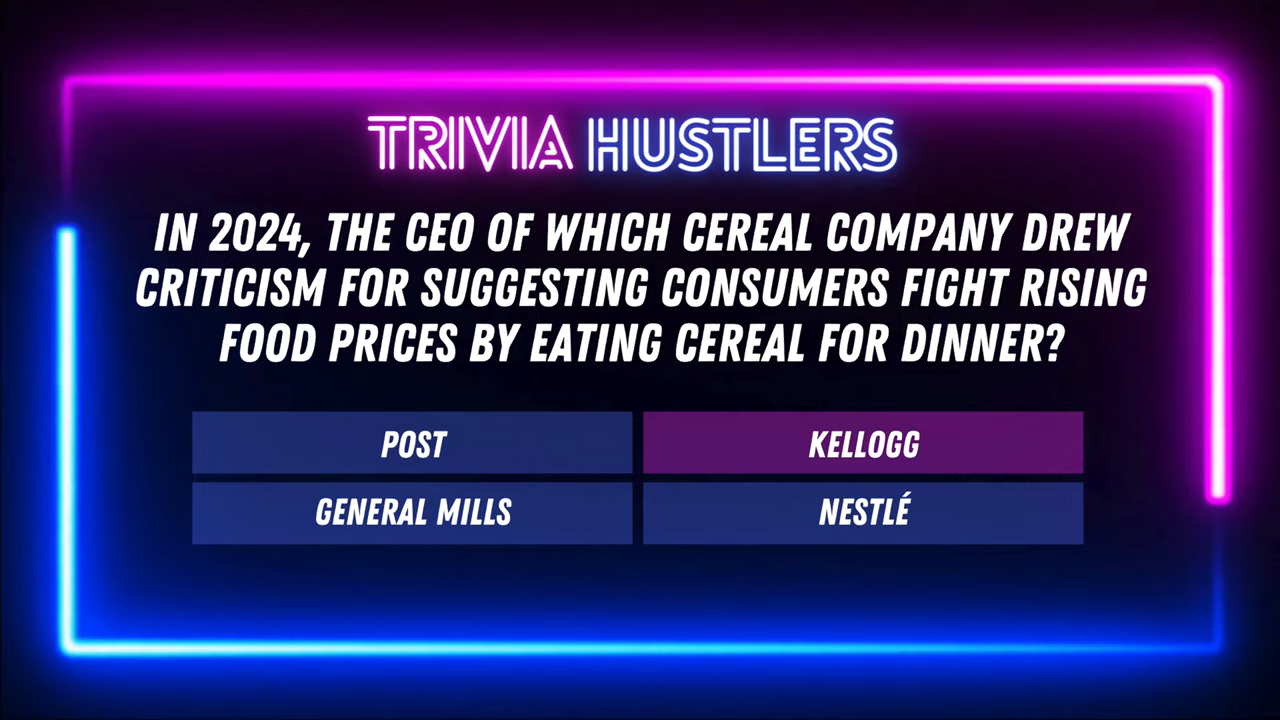 TRIVIA HUSTLERS
IN 2024, THE CEO OF WHICH CEREAL COMPANY DREW
CRITICISM FOR SUGGESTING CONSUMERS FIGHT RISING
FOOD PRICES BY EATING CEREAL FOR DINNER?
POST
KELLOGG
GENERAL MILLS
NESTLÉ